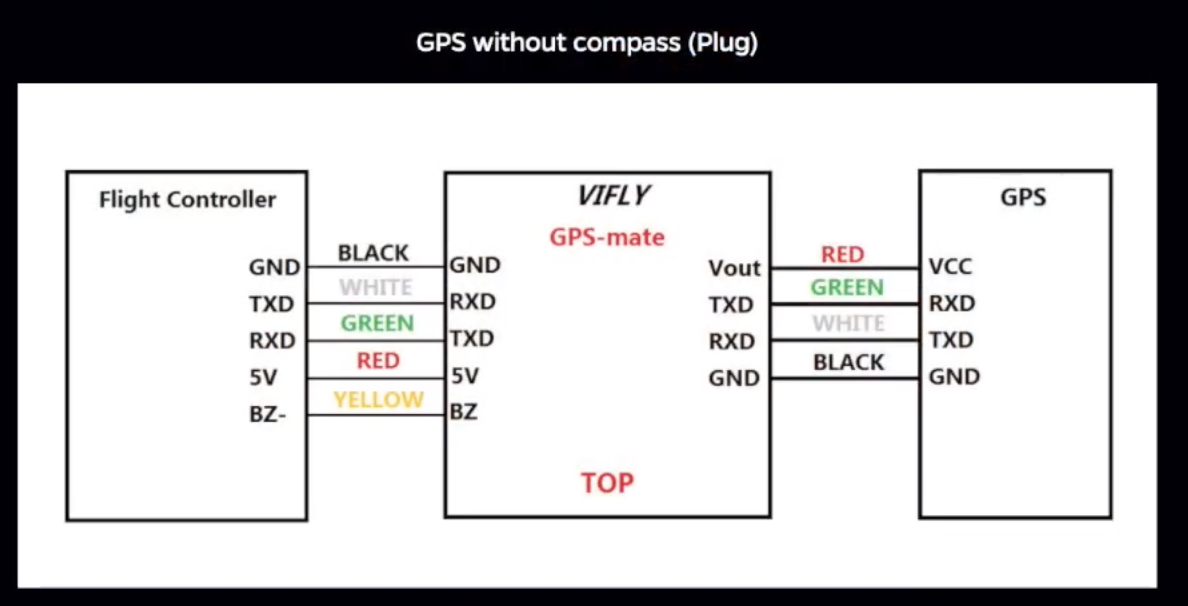 GPS without compass (Plug)
Flight Controller
GND
TXD
RXD
5V
BZ-
BLACK
WHITE
GREEN
RED
YELLOW
VIFLY
GPS-mate
GND
RXD
TXD
5V
BZ
Vout
TXD
RXD
GND
TOP
RED
GREEN
WHITE
BLACK
GPS
VCC
RXD
TXD
GND